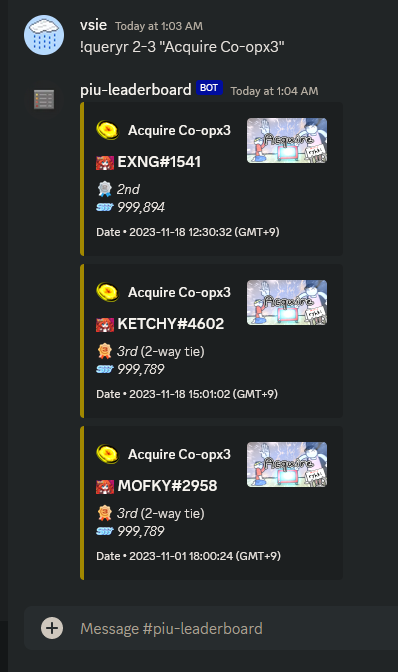 vsie Today at 1:03 AM
!queryr 2-3 "Acquire Co-opx3"
piu-leaderboard BOT Today at 1:04 AM
Acquire Co-opx3
Acquire
EXNG#1541
2nd
999,894
Date • 2023-11-18 12:30:32 (GMT+9)
Acquire Co-opx3
Acquire
KETCHY#4602
3rd (2-way tie)
999,789
Date • 2023-11-18 15:01:02 (GMT+9)
Acquire Co-opx3
Acquire
MOFKY#2958
3rd (2-way tie)
999,789
Date • 2023-11-01 18:00:24 (GMT+9)
Message #piu-leaderboard